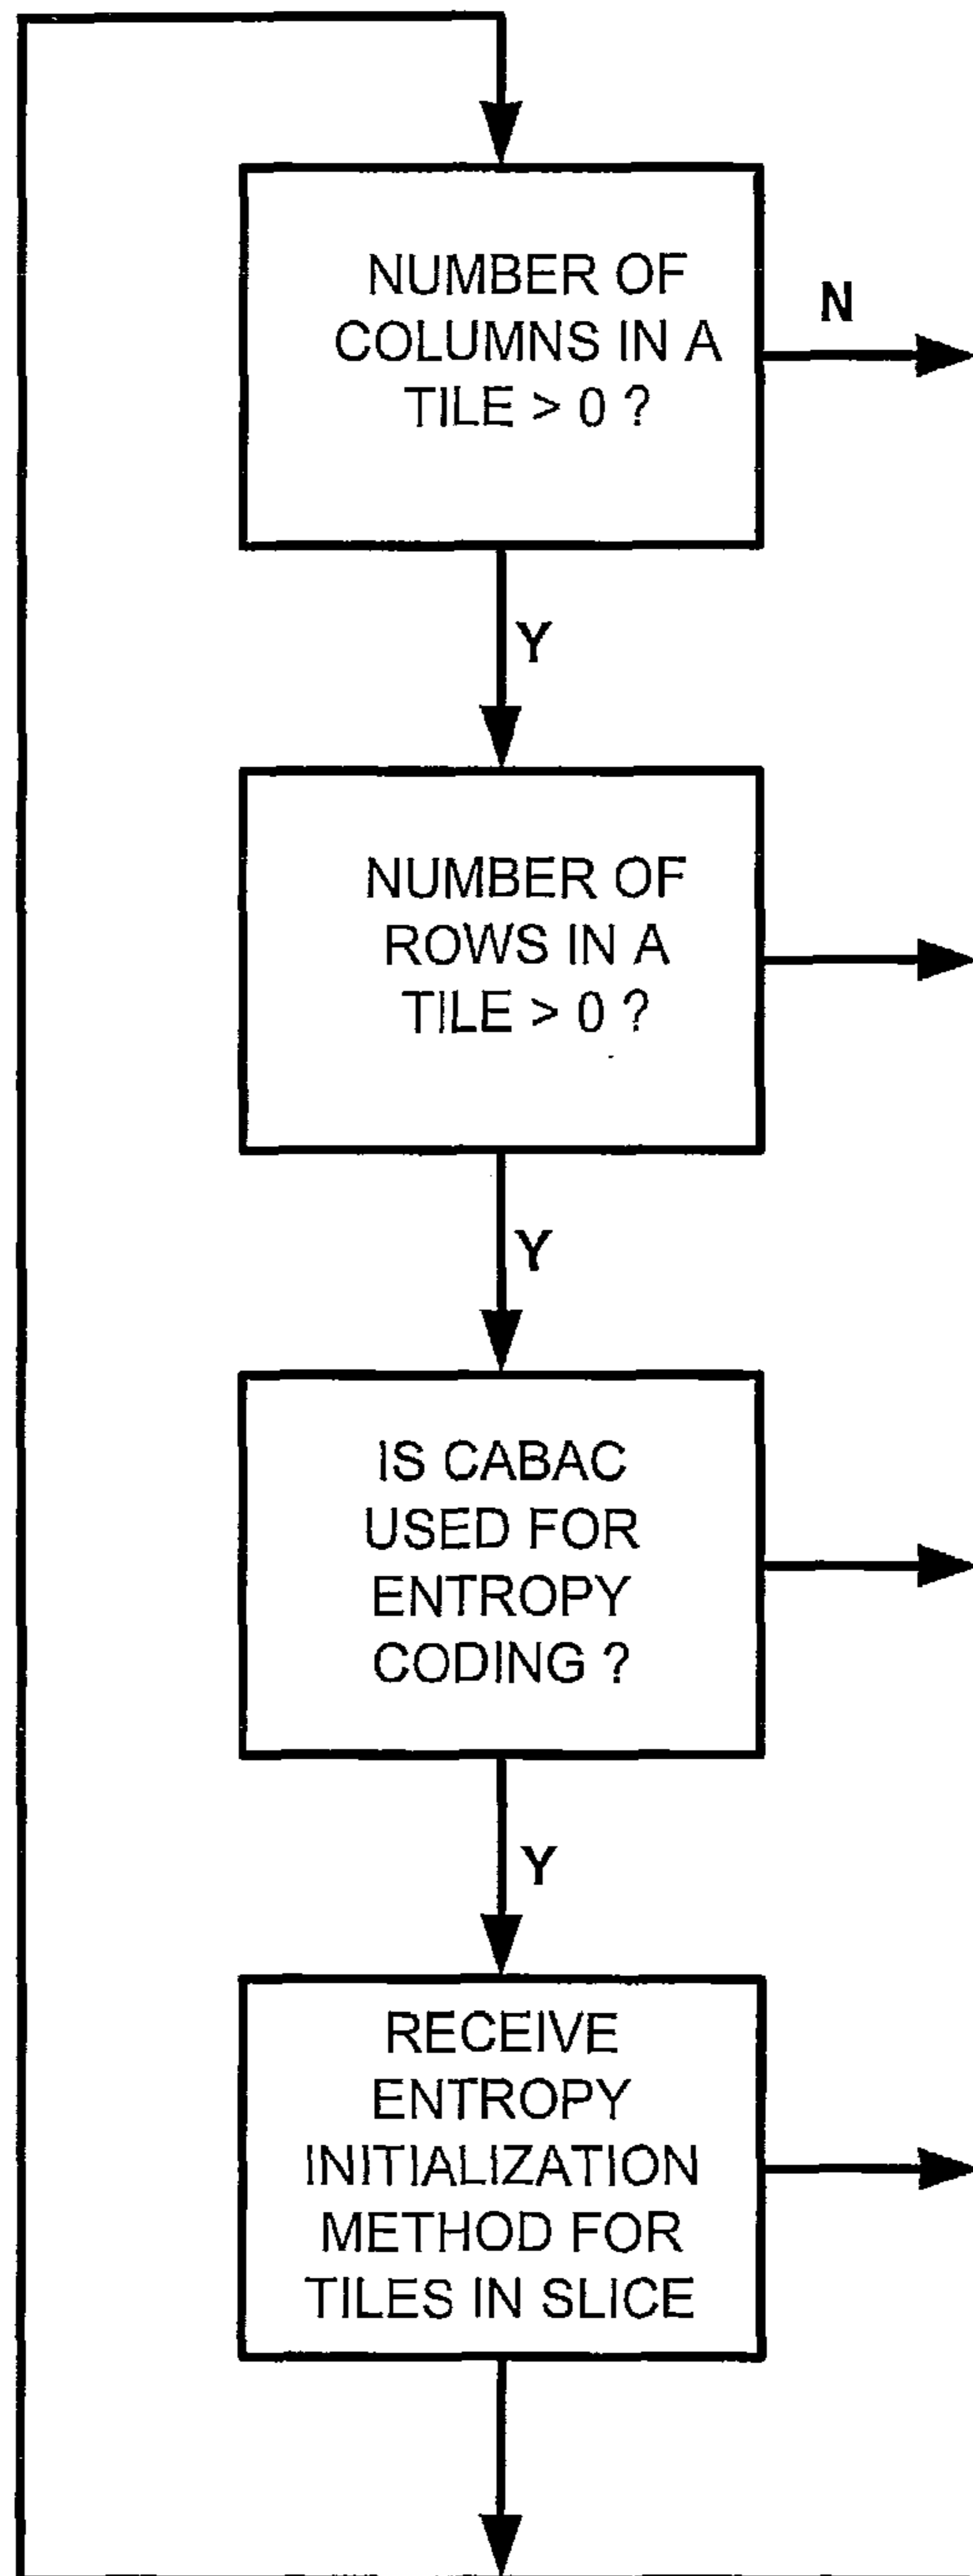 NUMBER OF
COLUMNS IN A
TILE > 0 ?
N
Y
NUMBER OF
ROWS IN A
TILE > 0 ?
Y
IS CABAC
USED FOR
ENTROPY
CODING ?
Y
RECEIVE
ENTROPY
INITIALIZATION
METHOD FOR
TILES IN SLICE